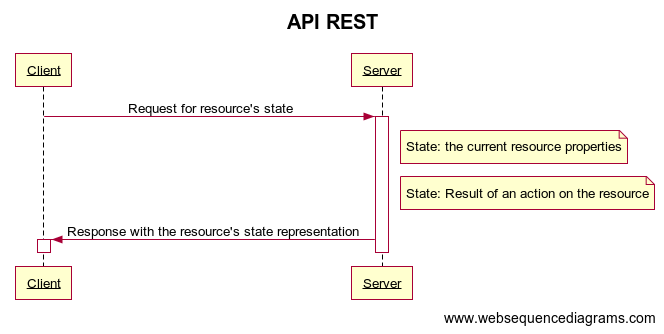 API REST
Client
Server
Request for resource's state
State: the current resource properties
State: Result of an action on the resource
Response with the resource's state representation
Client
Server
www.websequencediagrams.com